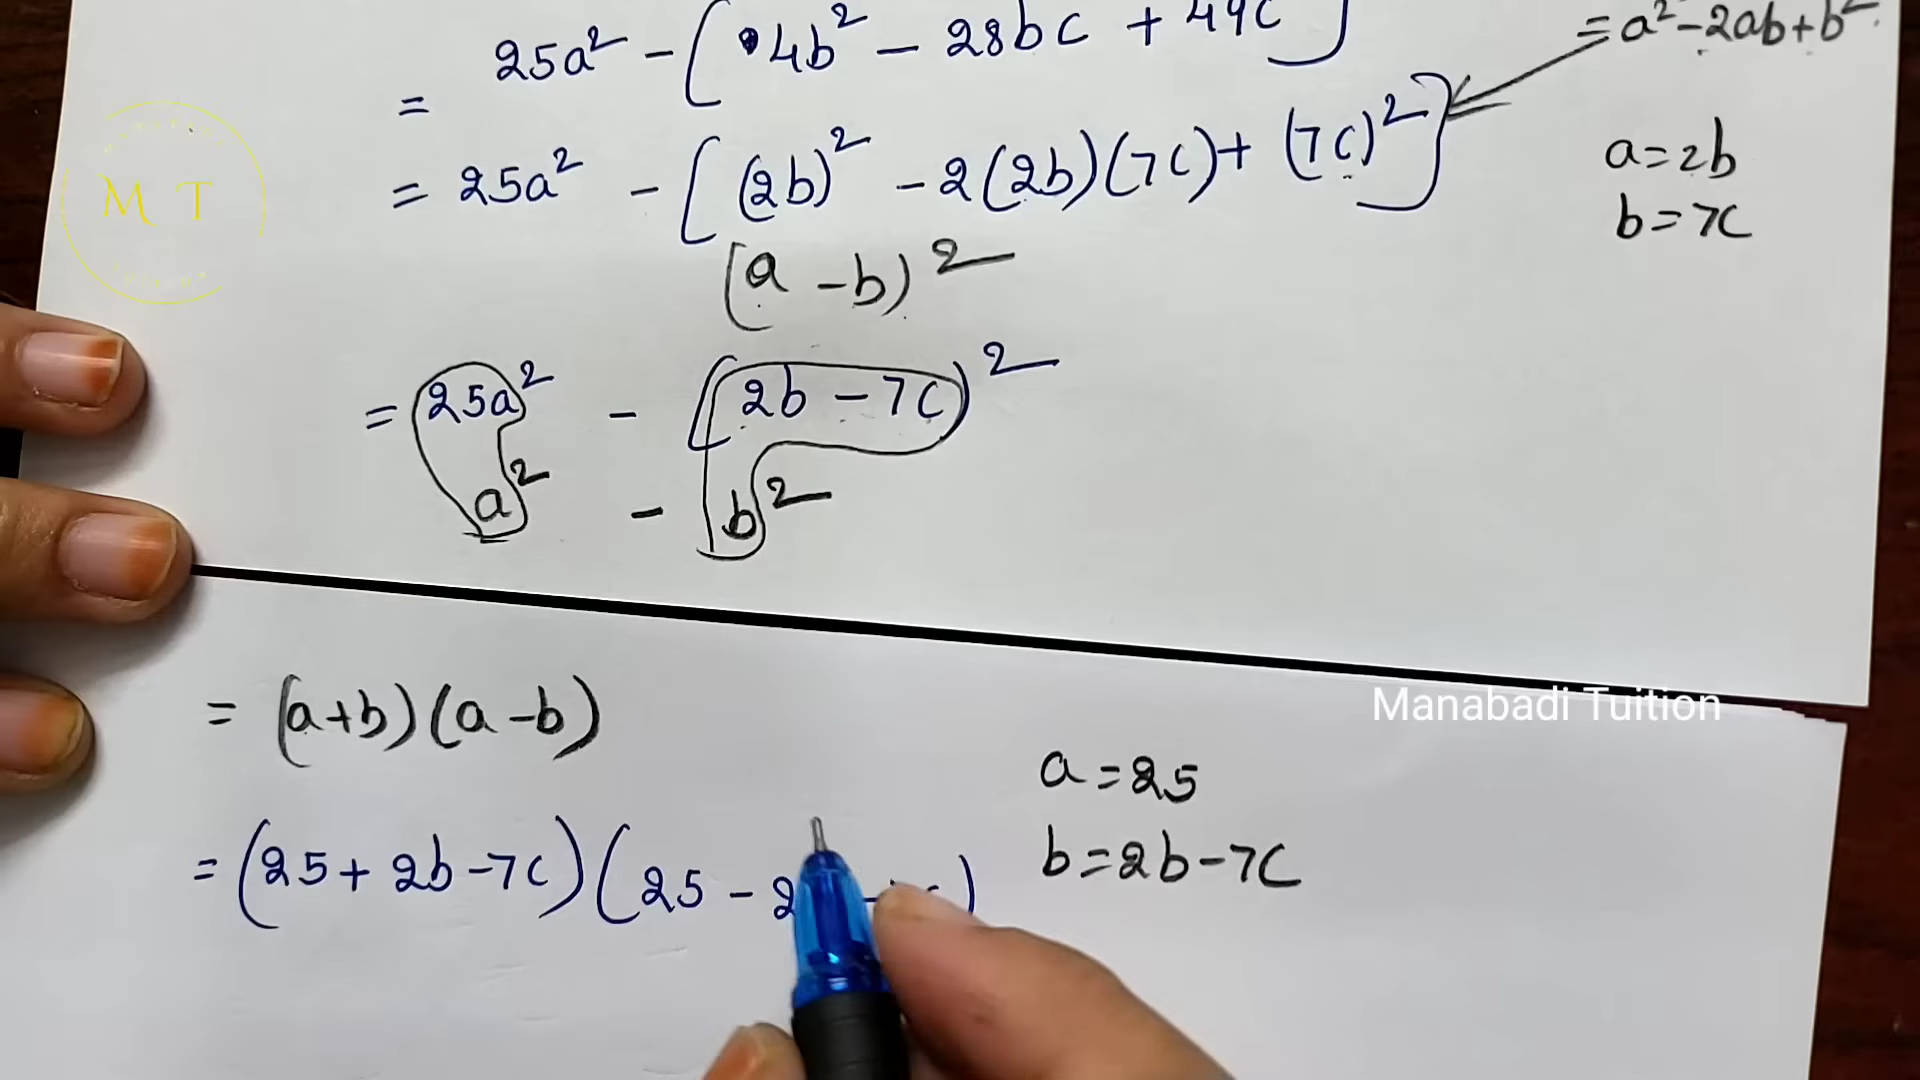 25a² - [4b² - 28bc + 49c
= a² - 2ab + b²
=
= 25a² - [(2b)² - 2(2b)(7c) + (7c)²]
a = 2b
b = 7c
M T
(a - b)²
= 25a² - (2b - 7c)²
a² - b²
= (a+b)(a-b)
Manabadi Tuition
a = 25
b = 2b - 7c
= (25 + 2b - 7c)(25 - 2